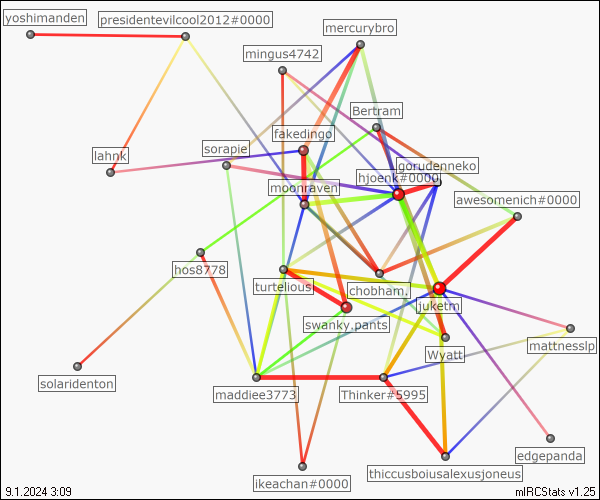 yoshimanden
presidentevilcool2012#0000
mercurybro
mingus4742
Bertram
fakedingo
sorapie
gorudenneko
lahnk
hjoenk#0000
moonraven
awesomenich#0000
hos8778
turtelious
chobham.
juketm
swanky.pants
mattnesslp
Wyatt
solaridenton
maddiee3773
Thinker#5995
edgepanda
thiccusboiusalexusjoneus
ikeachan#0000
9.1.2024 3:09
mIRCStats v1.25